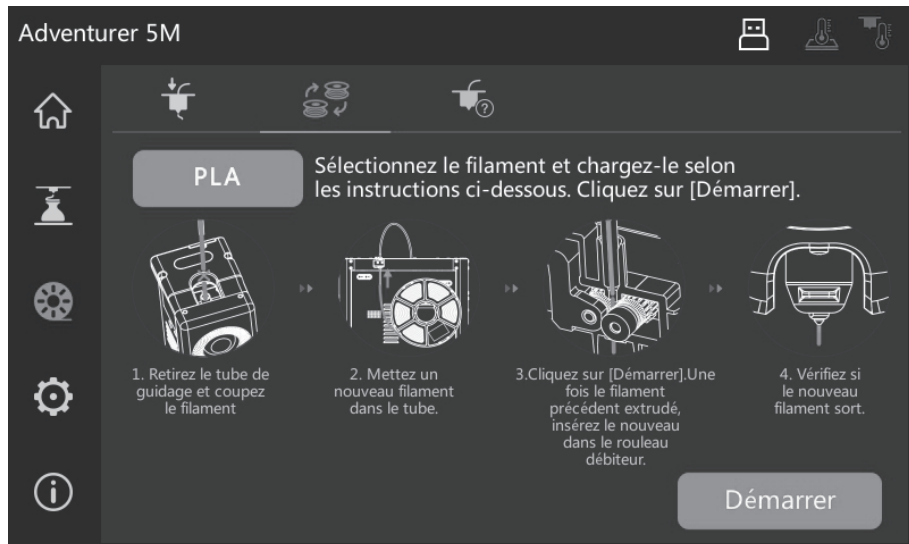 Adventurer 5M
PLA
Sélectionnez le filament et chargez-le selon
les instructions ci-dessous. Cliquez sur [Démarrer].
1. Retirez le tube de
guidage et coupez
le filament
2. Mettez un
nouveau filament
dans le tube.
3.Cliquez sur [Démarrer].Une
fois le filament
précédent extrudé,
insérez le nouveau
dans le rouleau
débiteur.
4. Vérifiez si
le nouveau
filament sort.
Démarrer